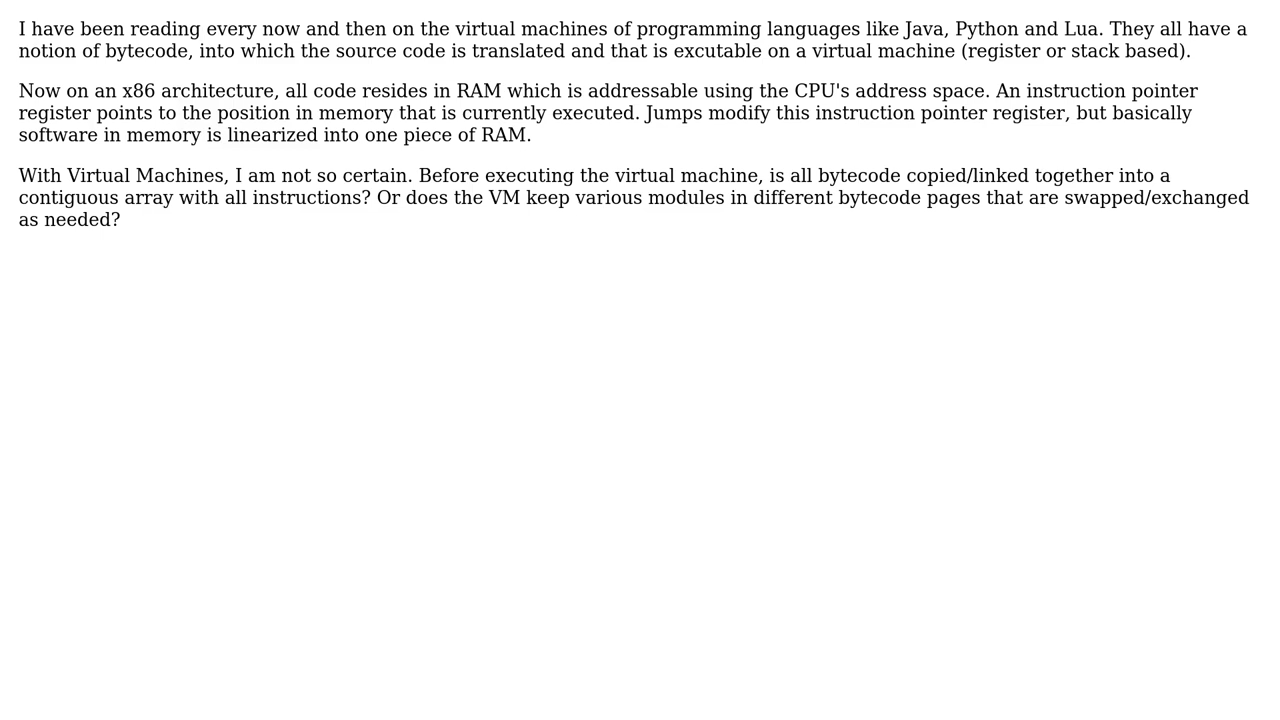 I have been reading every now and then on the virtual machines of programming languages like Java, Python and Lua. They all have a
notion of bytecode, into which the source code is translated and that is excutable on a virtual machine (register or stack based).
Now on an x86 architecture, all code resides in RAM which is addressable using the CPU's address space. An instruction pointer
register points to the position in memory that is currently executed. Jumps modify this instruction pointer register, but basically
software in memory is linearized into one piece of RAM.
With Virtual Machines, I am not so certain. Before executing the virtual machine, is all bytecode copied/linked together into a
contiguous array with all instructions? Or does the VM keep various modules in different bytecode pages that are swapped/exchanged
as needed?